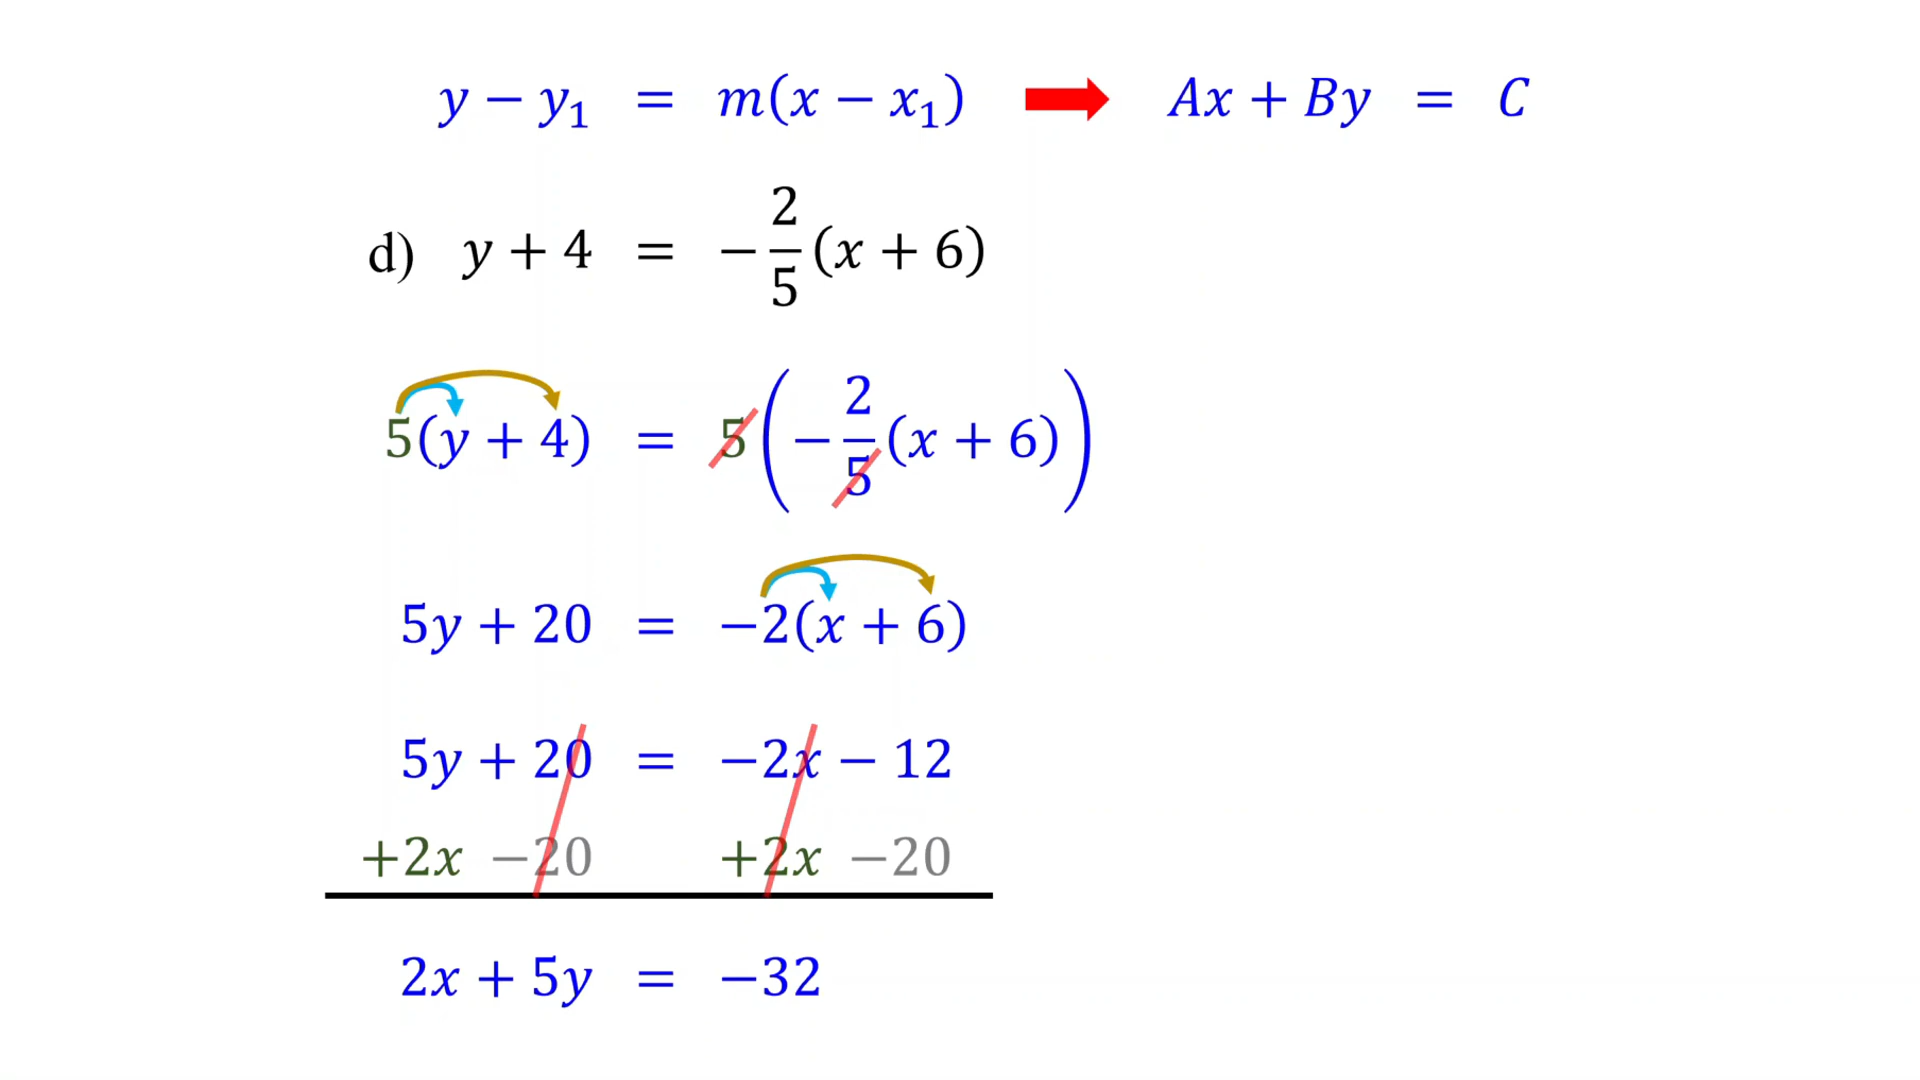 y − y₁ = m(x − x₁) ➡ Ax + By = C
d) y + 4 = −2/5(x + 6)
5(y + 4) = 5(−2/5(x + 6))
5y + 20 = −2(x + 6)
5y + 20 = −2x − 12
+2x −20 +2x −20
2x + 5y = −32